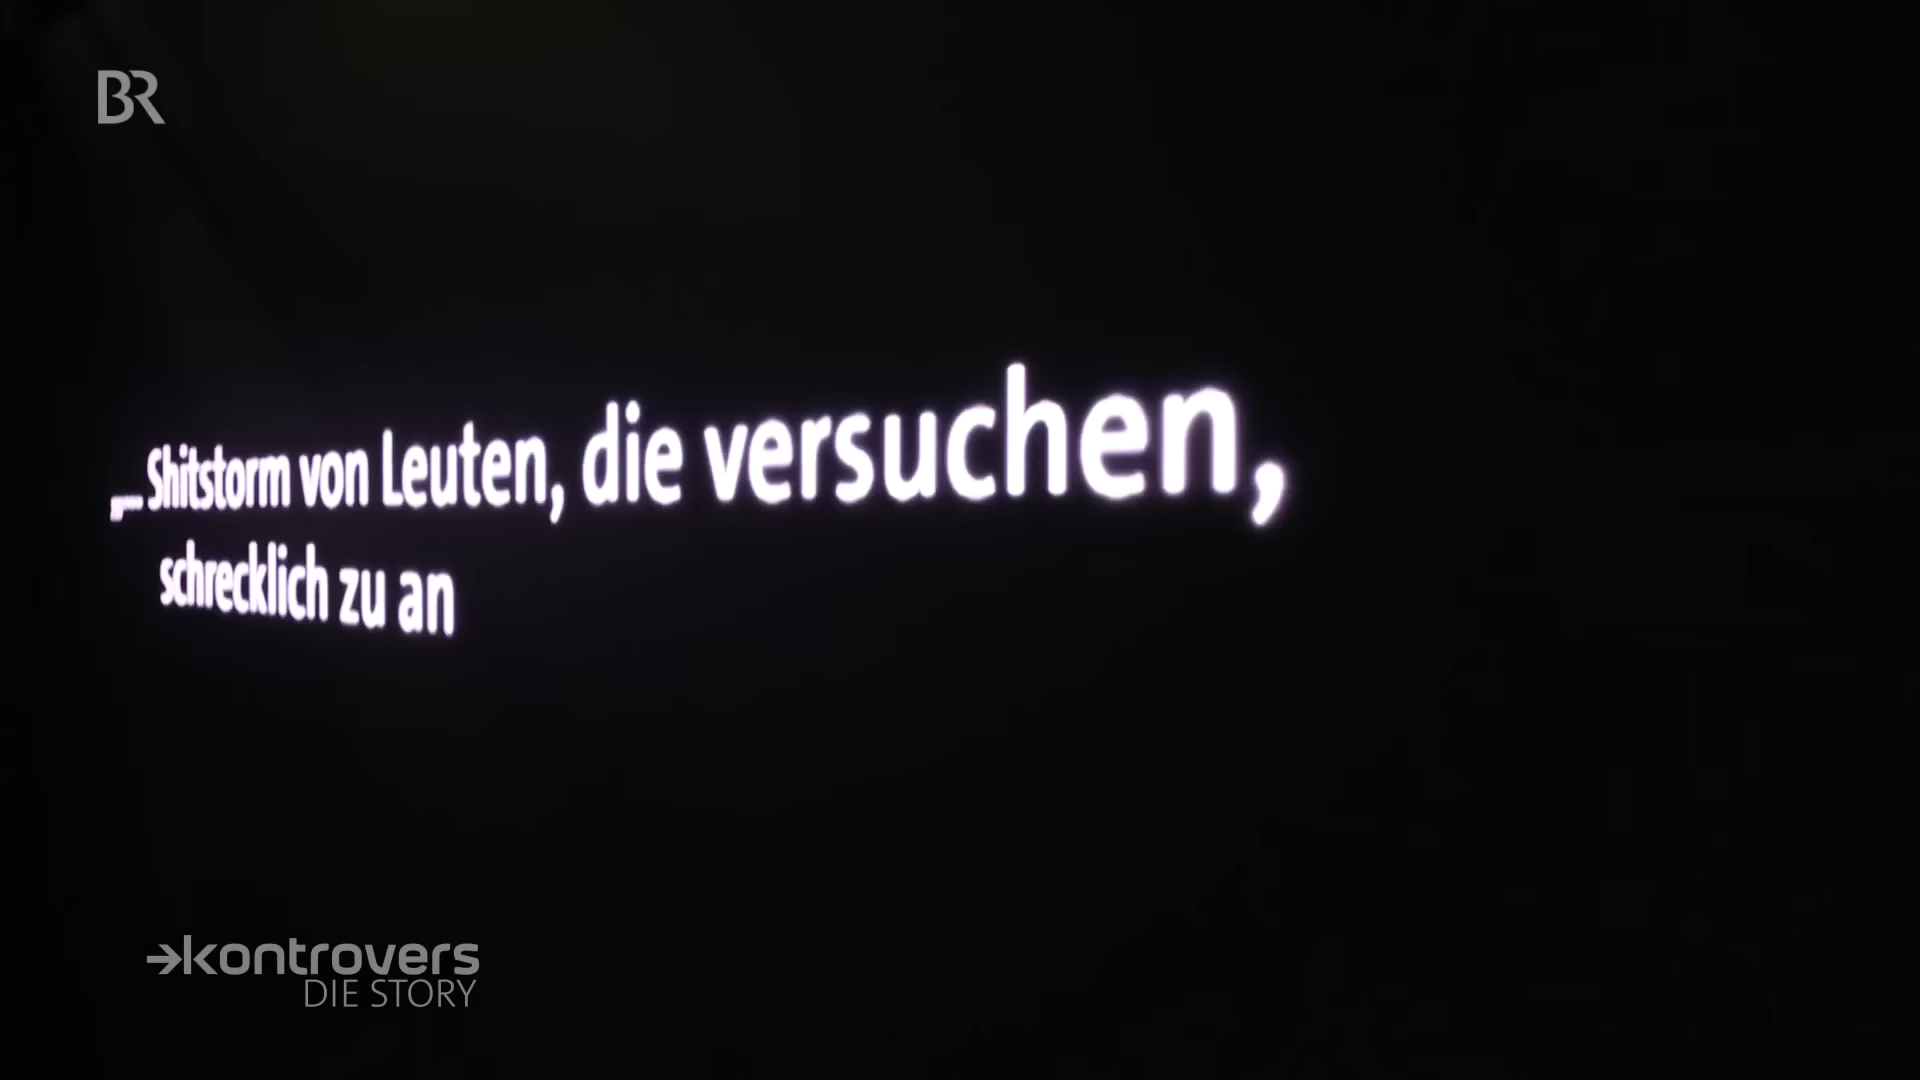 BR
„...Shitstorm von Leuten, die versuchen,
schrecklich zu an
kontrovers
DIE STORY